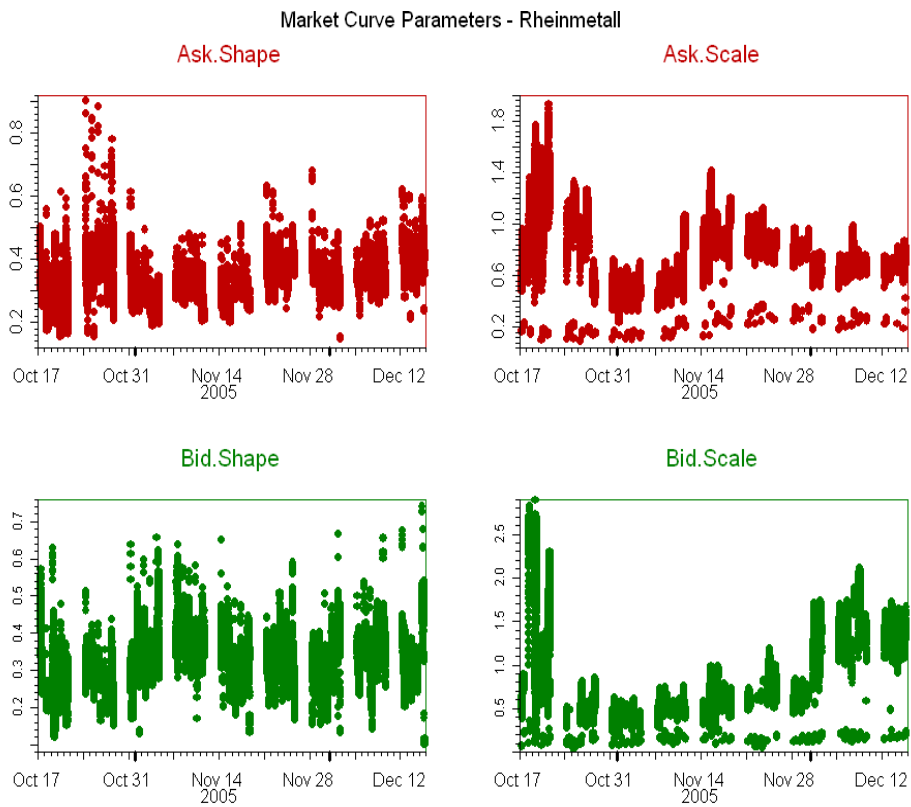 Market Curve Parameters - Rheinmetall
Ask.Shape
0.8
0.6
0.4
0.2
Oct 17 Oct 31 Nov 14 Nov 28 Dec 12
2005
Ask.Scale
1.8
1.4
1.0
0.6
0.2
Oct 17 Oct 31 Nov 14 Nov 28 Dec 12
2005
Bid.Shape
0.7
0.6
0.5
0.4
0.3
0.2
Oct 17 Oct 31 Nov 14 Nov 28 Dec 12
2005
Bid.Scale
2.5
2.0
1.5
1.0
0.5
Oct 17 Oct 31 Nov 14 Nov 28 Dec 12
2005